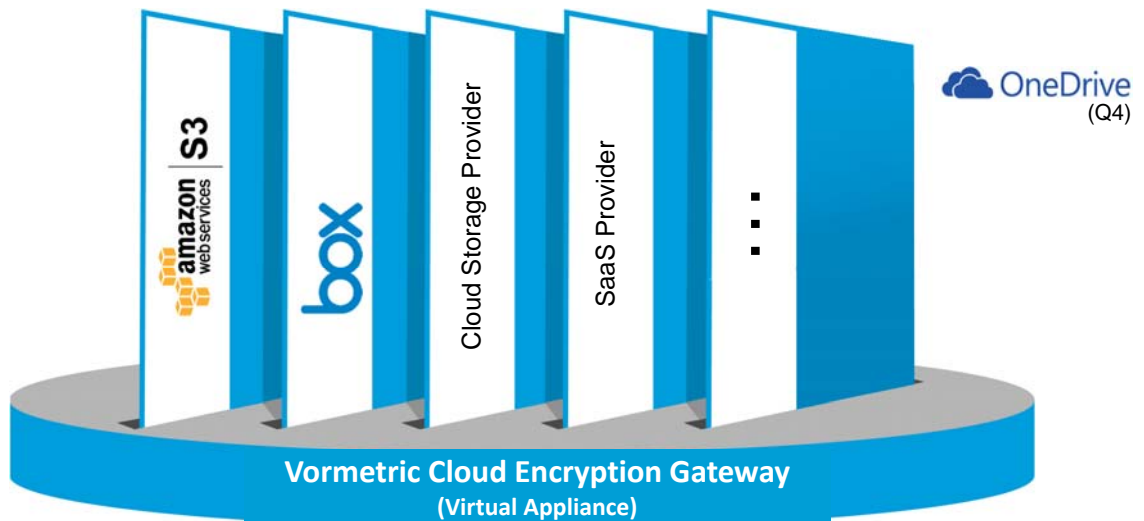 amazon
webservices
S3
box
Cloud Storage Provider
SaaS Provider
...
OneDrive
(Q4)
Vormetric Cloud Encryption Gateway
(Virtual Appliance)